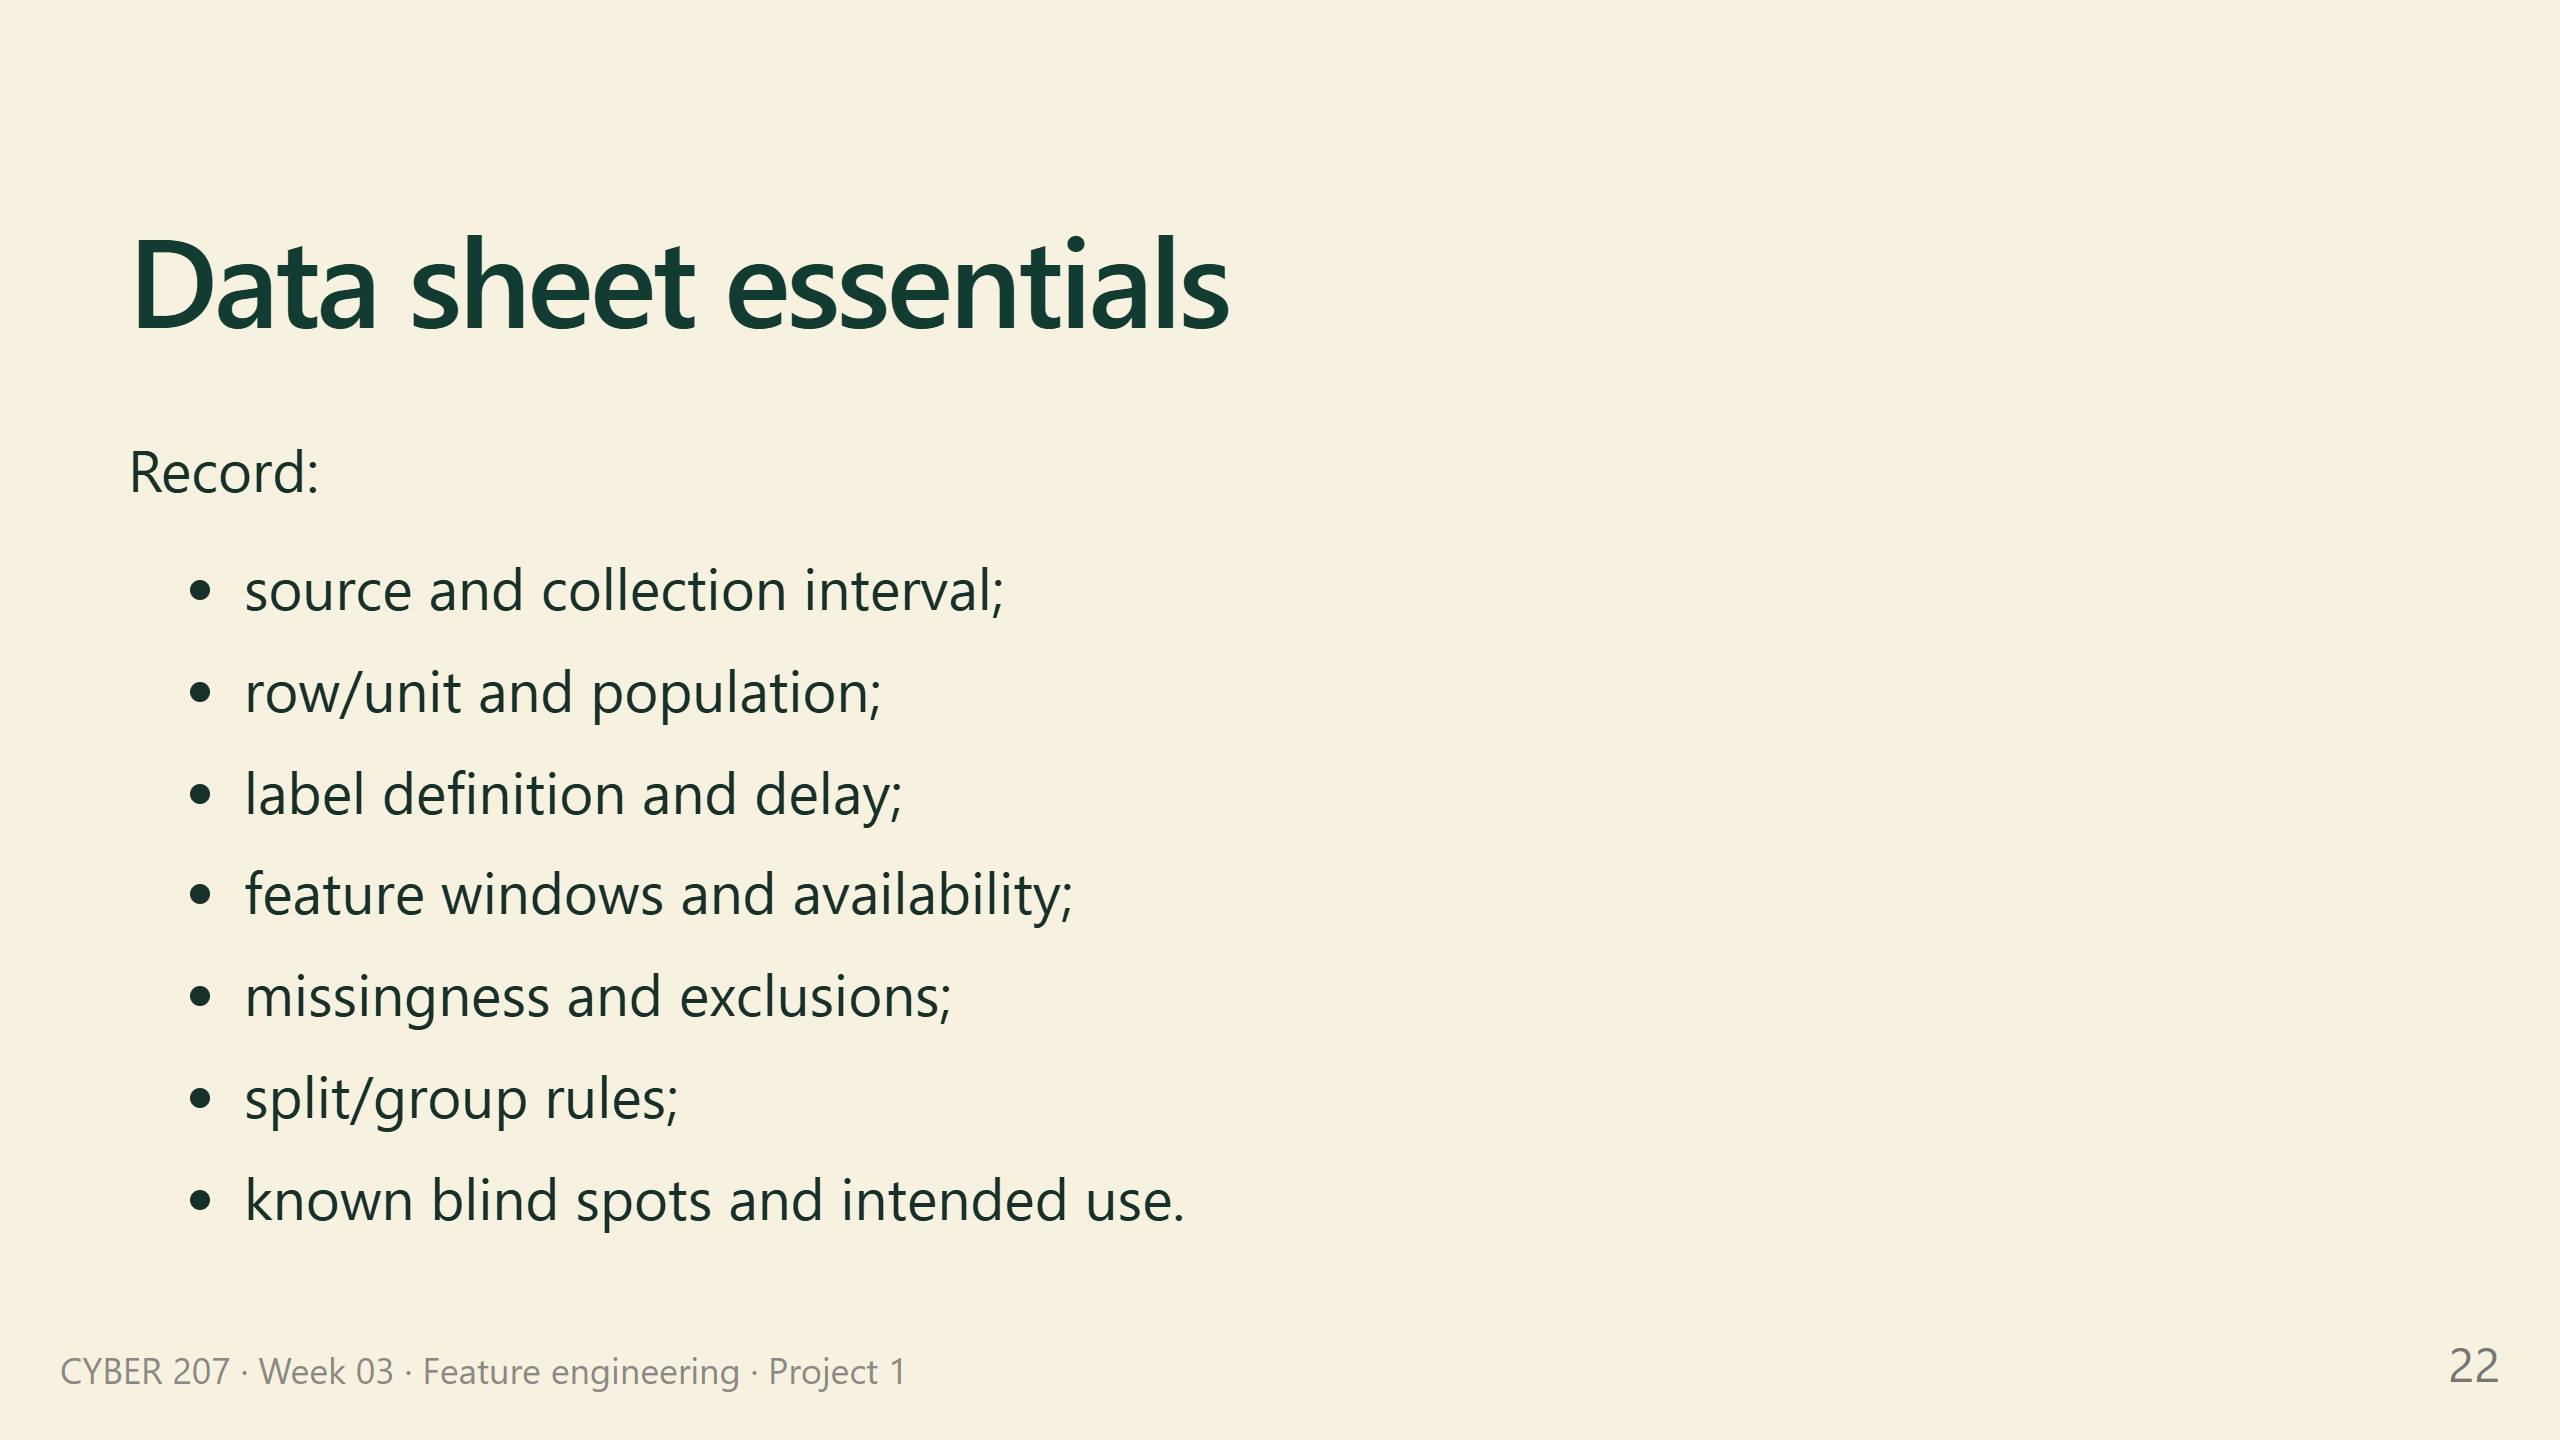 Data sheet essentials
Record:
• source and collection interval;
• row/unit and population;
• label definition and delay;
• feature windows and availability;
• missingness and exclusions;
• split/group rules;
• known blind spots and intended use.
CYBER 207 · Week 03 · Feature engineering · Project 1
22